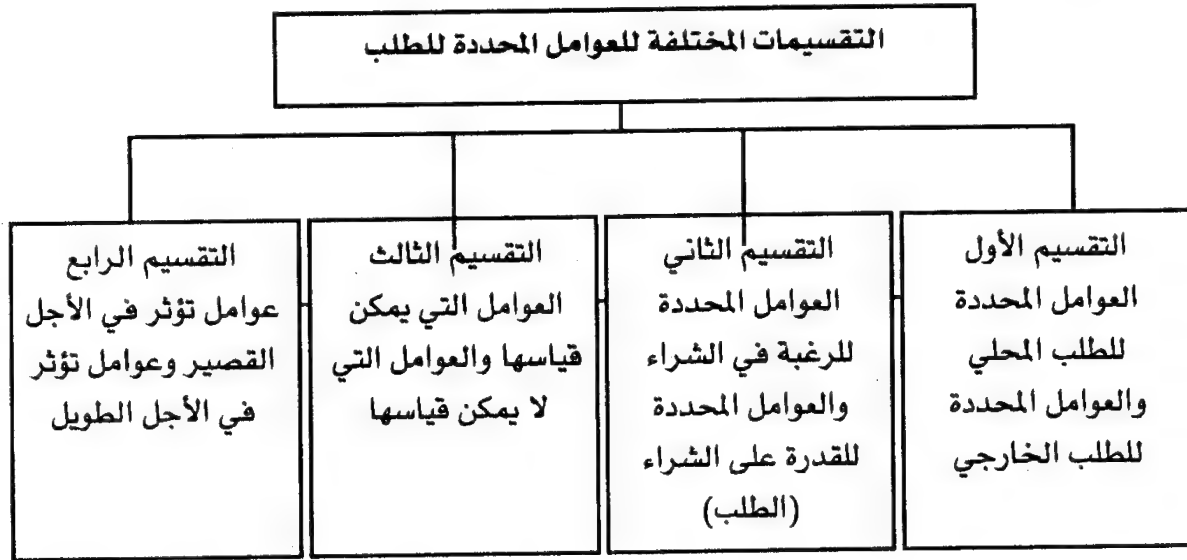 التقسيمات المختلفة للعوامل المحددة للطلب
التقسيم الأول
العوامل المحددة
للطلب المحلي
والعوامل المحددة
للطلب الخارجي
التقسيم الثاني
العوامل المحددة
للرغبة في الشراء
والعوامل المحددة
للقدرة على الشراء
(الطلب)
التقسيم الثالث
العوامل التي يمكن
قياسها والعوامل التي
لا يمكن قياسها
التقسيم الرابع
عوامل تؤثر في الأجل
القصير وعوامل تؤثر
في الأجل الطويل